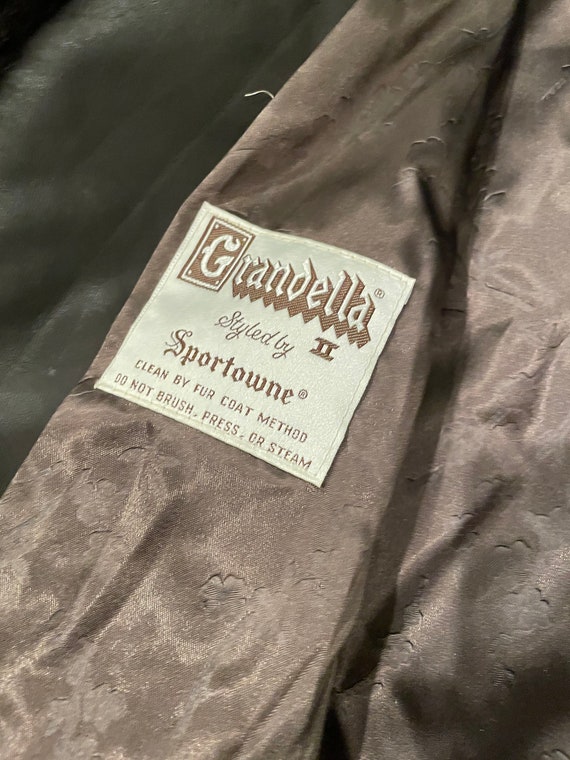 Grandella®
II
Styled by
Sportowne®
CLEAN BY FUR COAT METHOD
DO NOT BRUSH, PRESS, OR STEAM